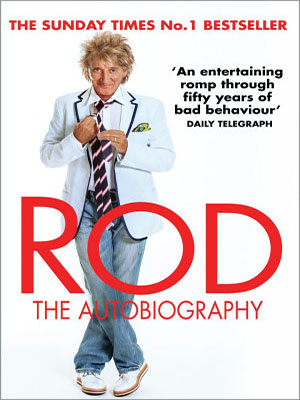 THE SUNDAY TIMES No.1 BESTSELLER
‘An entertaining
romp through
fifty years of
bad behaviour’
DAILY TELEGRAPH
ROD
THE AUTOBIOGRAPHY